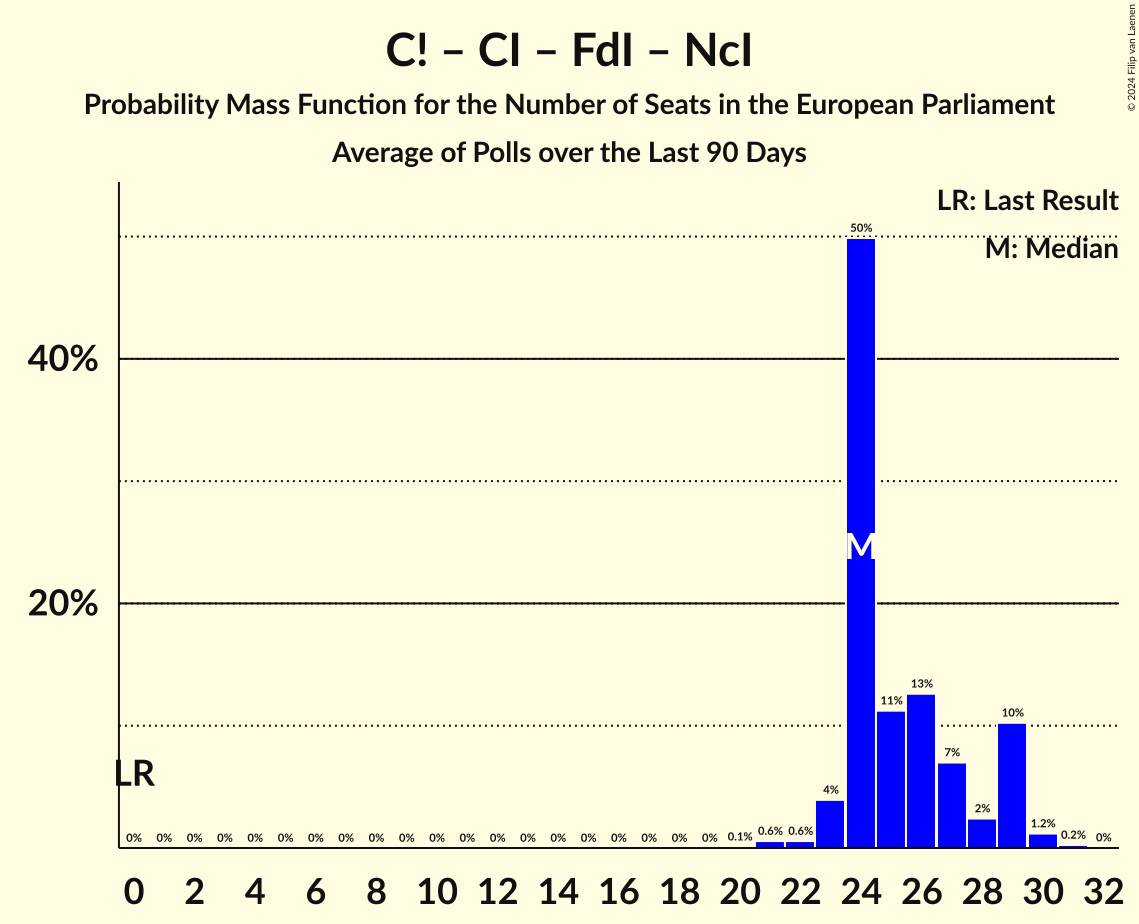 C! – CI – FdI – NcI
Probability Mass Function for the Number of Seats in the European Parliament
Average of Polls over the Last 90 Days
© 2024 Filip van Laenen
LR: Last Result
M: Median
50%
40%
M
20%
13%
11%
10%
7%
LR
4%
2%
1.2%
0% 0% 0% 0% 0% 0% 0% 0% 0% 0% 0% 0% 0% 0% 0% 0% 0% 0% 0% 0% 0.1% 0.6% 0.6% 0.2% 0%
0 2 4 6 8 10 12 14 16 18 20 22 24 26 28 30 32